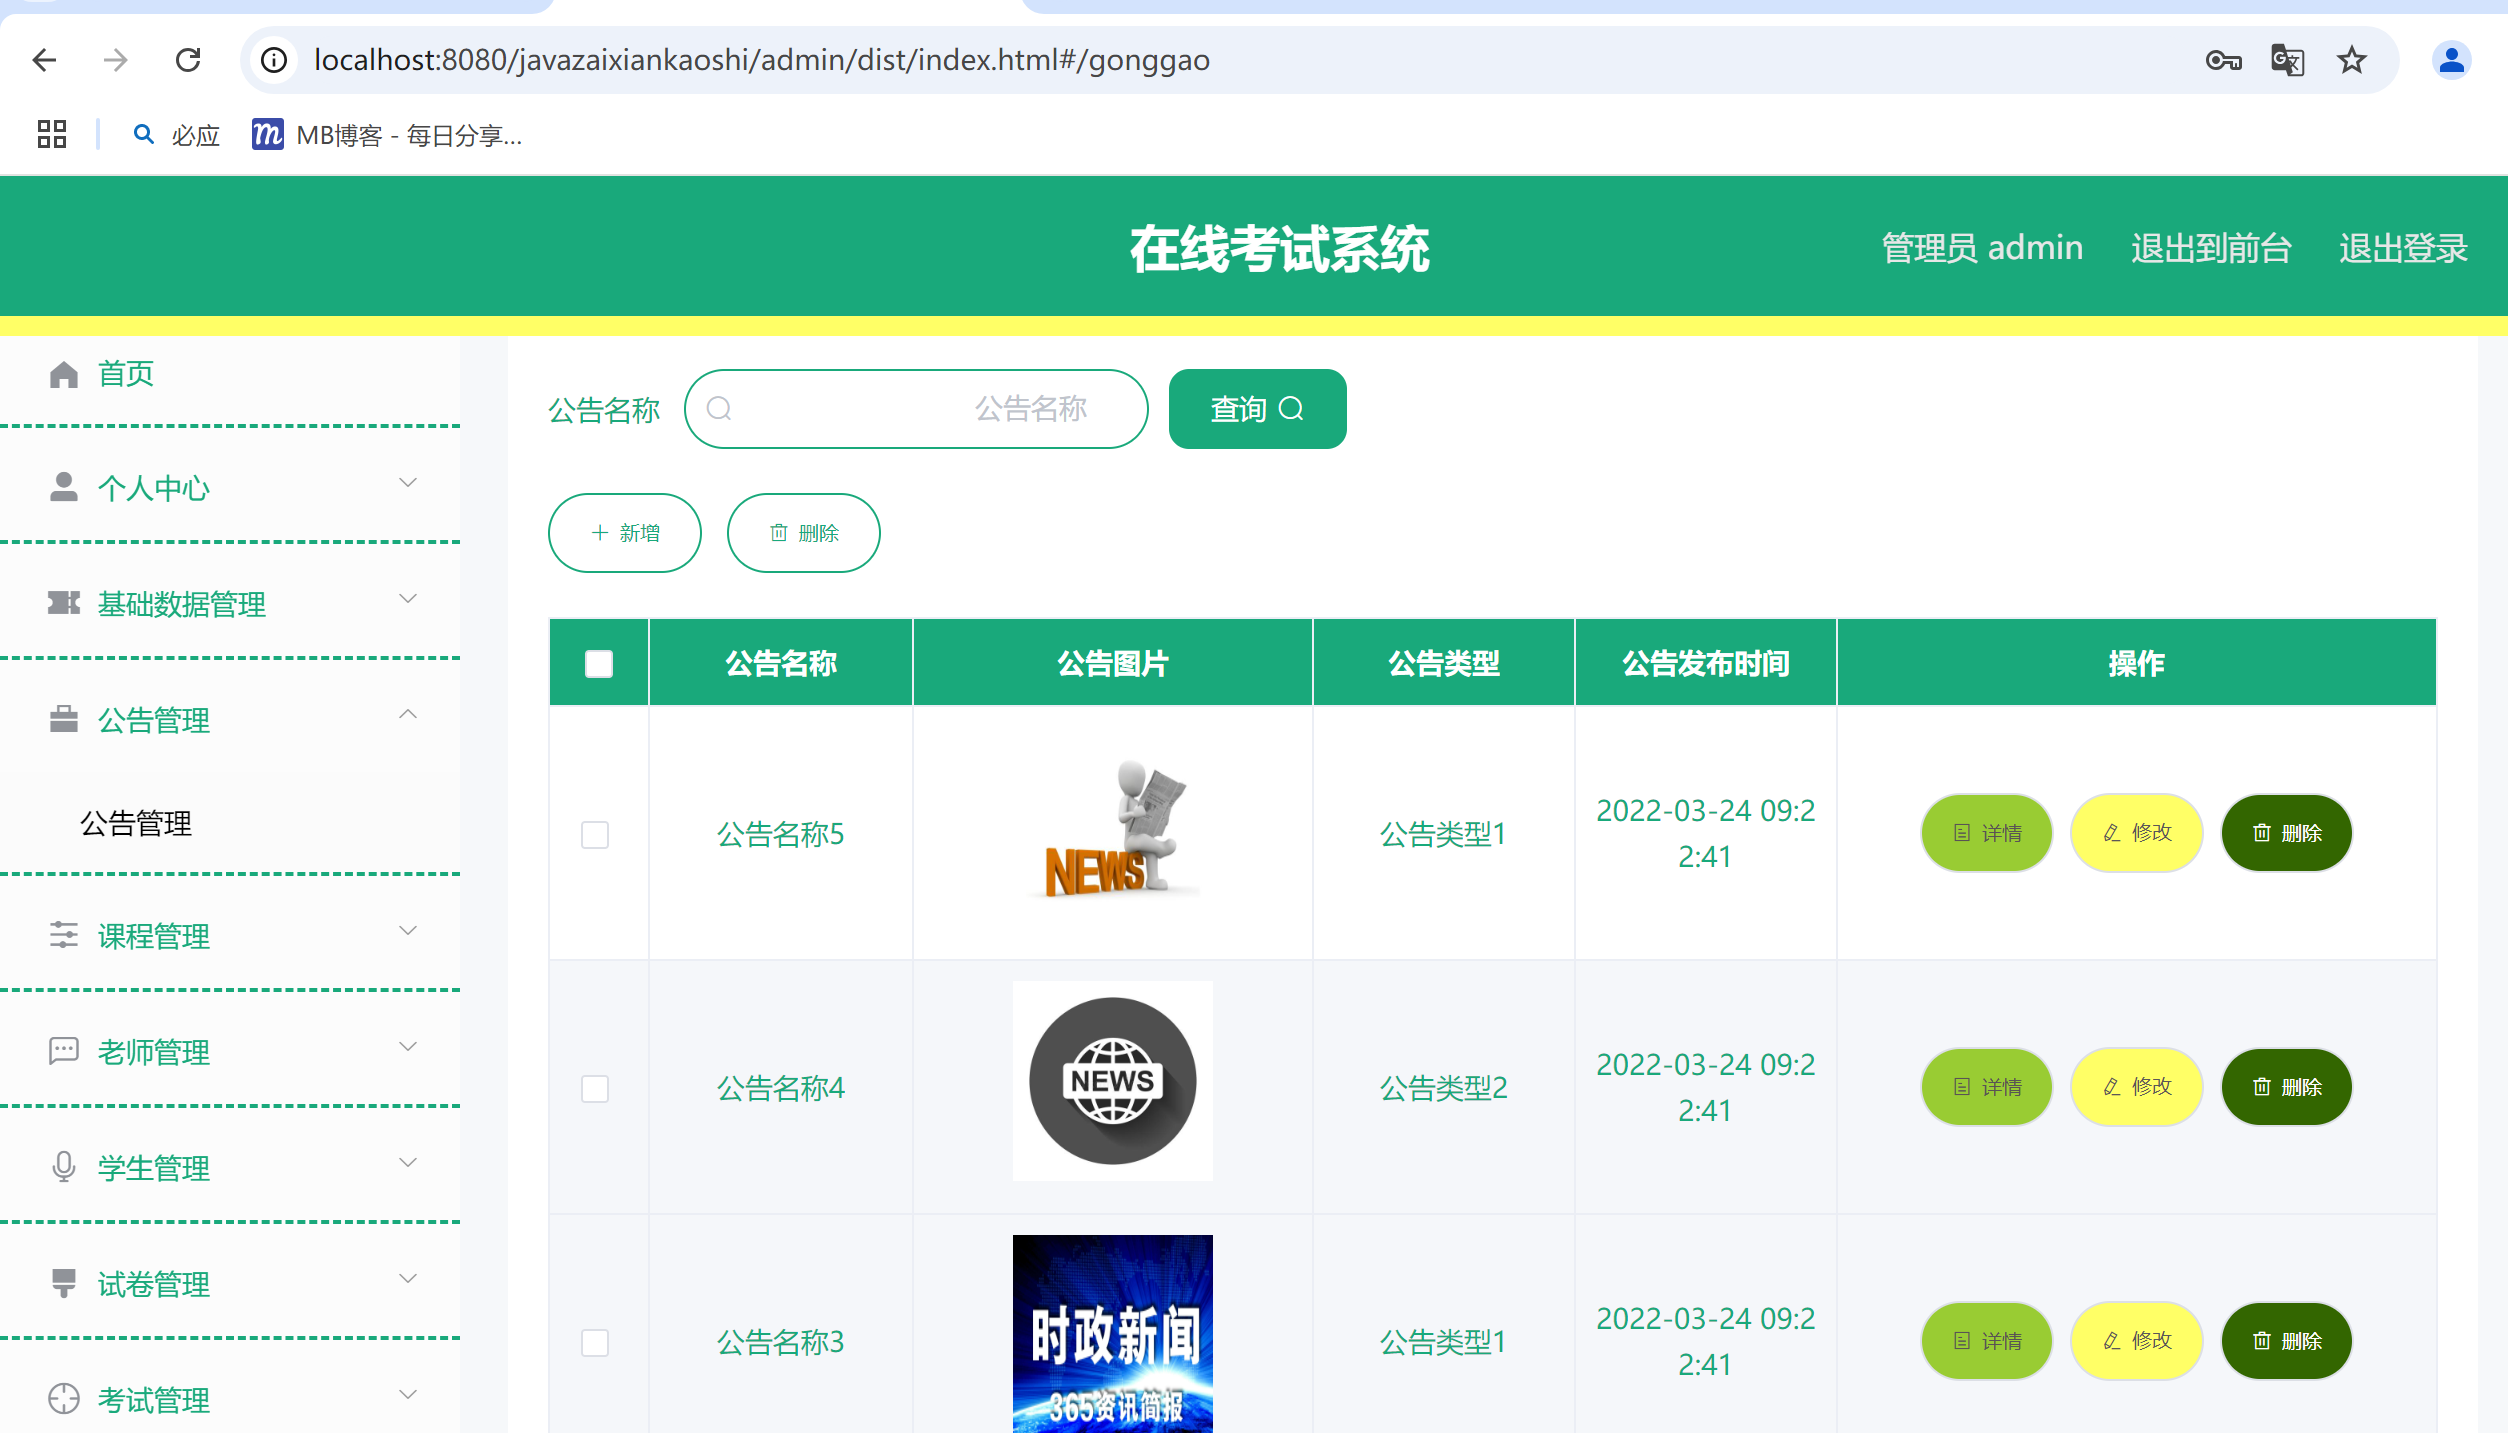 localhost:8080/javazaixiankaoshi/admin/dist/index.html#/gonggao
必应
MB博客 - 每日分享...
在线考试系统
管理员 admin
退出到前台
退出登录
首页
个人中心
基础数据管理
公告管理
公告管理
课程管理
老师管理
学生管理
试卷管理
考试管理
公告名称
公告名称
查询
新增
删除
公告名称 公告图片 公告类型 公告发布时间 操作
公告名称5
NEWS
公告类型1
2022-03-24 09:2
2:41
详情
修改
删除
公告名称4
NEWS
公告类型2
2022-03-24 09:2
2:41
详情
修改
删除
公告名称3
时政新闻
365资讯简报
公告类型1
2022-03-24 09:2
2:41
详情
修改
删除